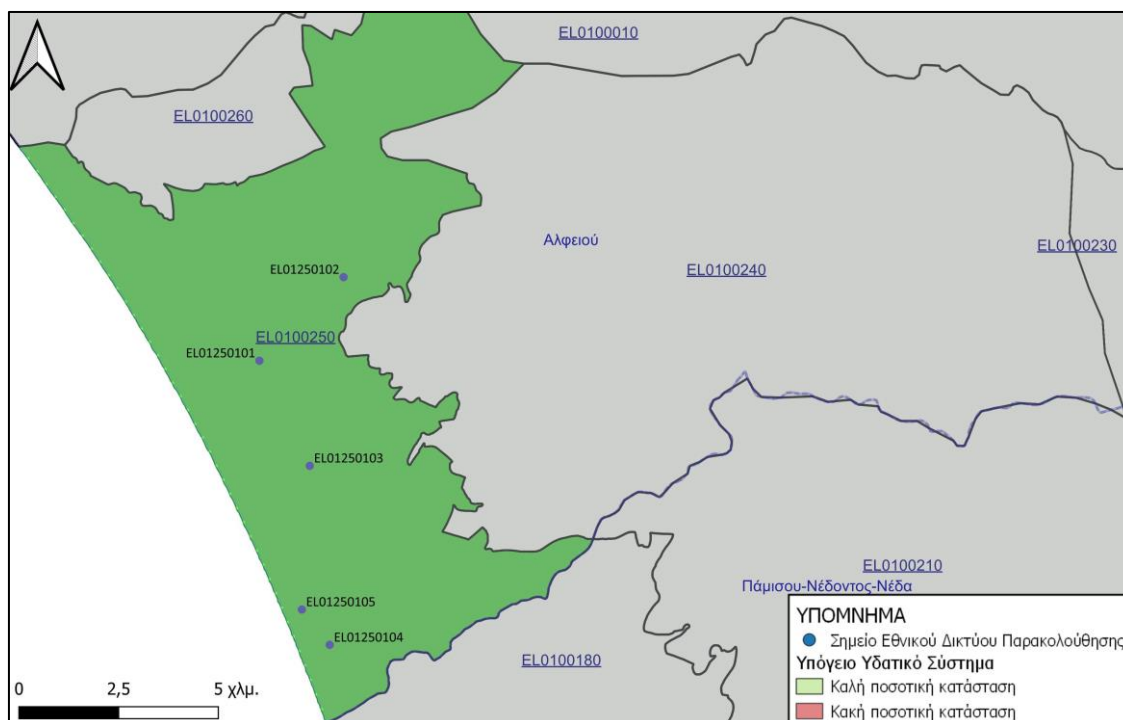 EL0100010
EL0100260
Αλφειού
EL0100230
EL01250102
EL0100240
EL0100250
EL01250101
EL01250103
EL0100210
Πάμισου-Νέδοντος-Νέδα
EL01250105
EL01250104
EL0100180
ΥΠΟΜΝΗΜΑ
Σημείο Εθνικού Δικτύου Παρακολούθησης
Υπόγειο Υδατικό Σύστημα
Καλή ποσοτική κατάσταση
Κακή ποσοτική κατάσταση
0 2,5 5 χλμ.